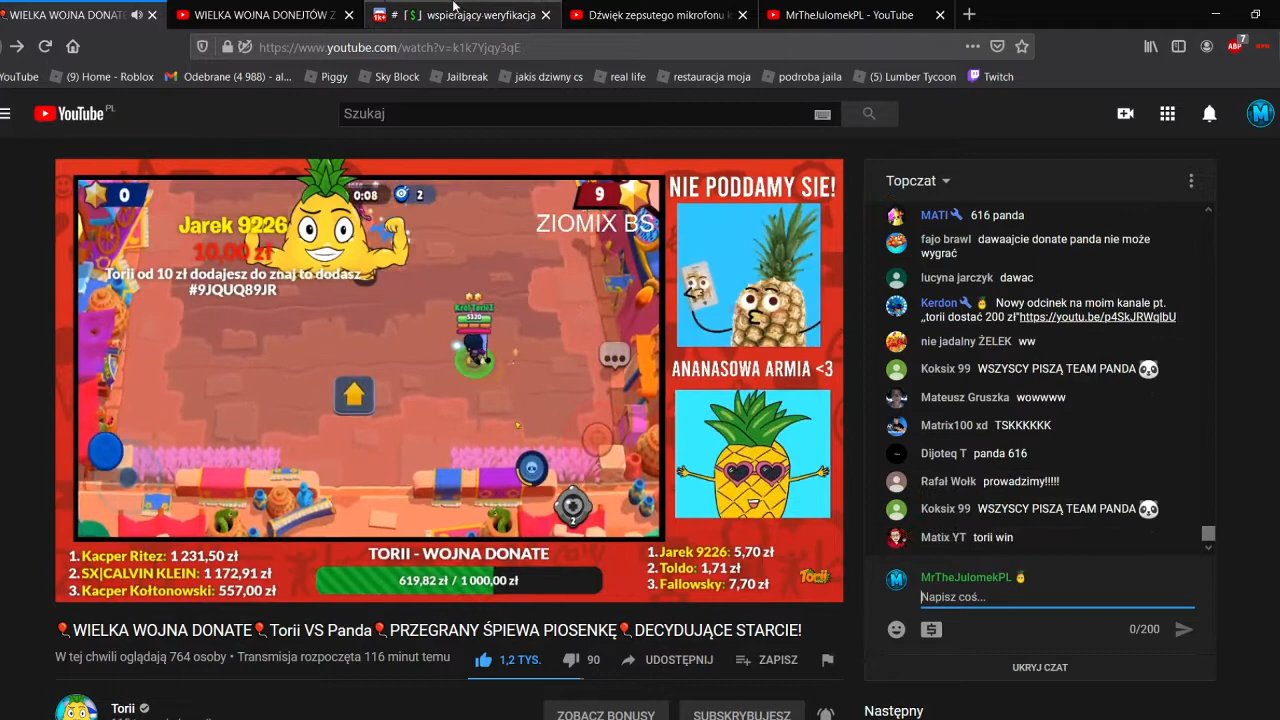 WIELKA WOJNA DONATE
WIELKA WOJNA DONEJTÓW Z
1k+ # 「$」wspierający-weryfikacja
Dźwięk zepsutego mikrofonu k
MrTheJulomekPL - YouTube
https://www.youtube.com/watch?v=k1k7Yjqy3qE
ABP 7
YouTube
(9) Home - Roblox
Odebrane (4 988) - al...
Piggy
Sky Block
Jailbreak
jakis dziwny cs
real life
restauracja moja
podroba jaila
(5) Lumber Tycoon
Twitch
YouTube PL
Szukaj
M
0
0:08
2
9
Jarek 9226
10,00 zł
Torii od 10 zł dodajesz do znaj to dodasz
#9JQUQ89JR
ZIOMIX BS
Krol Torii1
5320
2
NIE PODDAMY SIE!
ANANASOWA ARMIA <3
1. Kacper Ritez: 1 231,50 zł
2. SX|CALVIN KLEIN: 1 172,91 zł
3. Kacper Kołtonowski: 557,00 zł
TORII - WOJNA DONATE
619,82 zł / 1 000,00 zł
1. Jarek 9226: 5,70 zł
2. Toldo: 1,71 zł
3. Fallowsky: 7,70 zł
Torii
🎈WIELKA WOJNA DONATE🎈Torii VS Panda🎈PRZEGRANY ŚPIEWA PIOSENKĘ🎈DECYDUJĄCE STARCIE!
W tej chwili oglądają 764 osoby • Transmisja rozpoczęta 116 minut temu
1,2 TYS.
90
UDOSTĘPNIJ
ZAPISZ
Torii
ZOBACZ BONUSY
SUBSKRYBUJESZ
Topczat
MATI 616 panda
fajo brawl dawaajcie donate panda nie może
wygrać
lucyna jarczyk dawac
Kerdon 🍍 Nowy odcinek na moim kanale pt.
,,torii dostać 200 zł"https://youtu.be/p4SkJRWqIbU
nie jadalny ŻELEK ww
Koksix 99 WSZYSCY PISZĄ TEAM PANDA 🐼
Mateusz Gruszka wowwww
Matrix100 xd TSKKKKKK
Dijoteq T panda 616
Rafał Wołk prowadzimy!!!!!
Koksix 99 WSZYSCY PISZĄ TEAM PANDA 🐼
Matix YT torii win
MrTheJulomekPL 🍍
Napisz coś...
0/200
UKRYJ CZAT
Następny